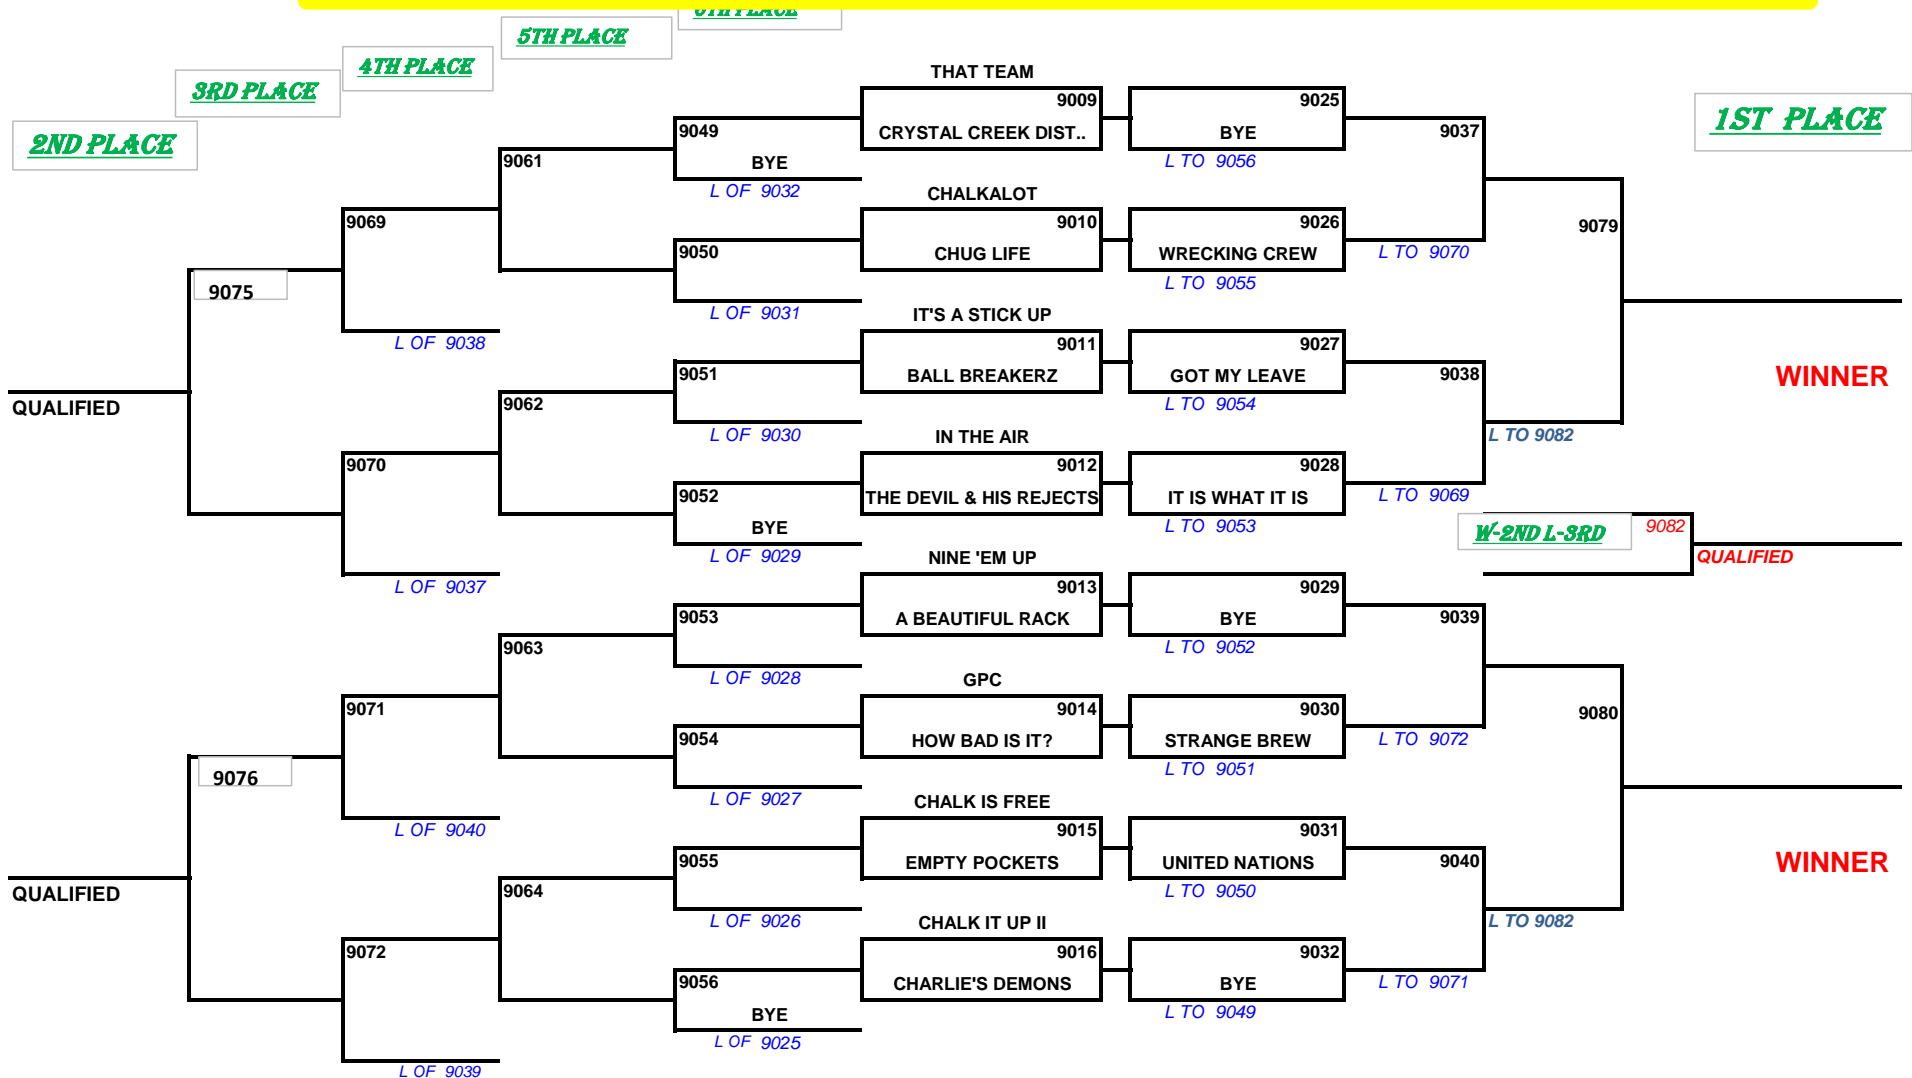 6TH PLACE
5TH PLACE
4TH PLACE
3RD PLACE
2ND PLACE
1ST PLACE
THAT TEAM
9009
9025
CRYSTAL CREEK DIST..
BYE
9049
9037
BYE
9061
L TO 9056
L OF 9032
CHALKALOT
9010
9026
9069
9079
CHUG LIFE
WRECKING CREW
9050
L TO 9070
L TO 9055
9075
L OF 9031
IT'S A STICK UP
9011
9027
L OF 9038
BALL BREAKERZ
GOT MY LEAVE
9051
9038
WINNER
L TO 9054
9062
QUALIFIED
L OF 9030
L TO 9082
IN THE AIR
9012
9028
9070
THE DEVIL & HIS REJECTS
IT IS WHAT IT IS
9052
L TO 9069
BYE
L TO 9053
W-2ND L-3RD
9082
L OF 9029
QUALIFIED
NINE 'EM UP
9013
9029
L OF 9037
A BEAUTIFUL RACK
BYE
9053
9039
9063
L TO 9052
L OF 9028
GPC
9014
9030
9071
9080
HOW BAD IS IT?
STRANGE BREW
9054
L TO 9072
L TO 9051
9076
L OF 9027
CHALK IS FREE
9015
9031
L OF 9040
EMPTY POCKETS
UNITED NATIONS
9055
9040
WINNER
9064
L TO 9050
QUALIFIED
L OF 9026
L TO 9082
CHALK IT UP II
9016
9032
9072
CHARLIE'S DEMONS
BYE
9056
L TO 9071
BYE
L TO 9049
L OF 9025
L OF 9039